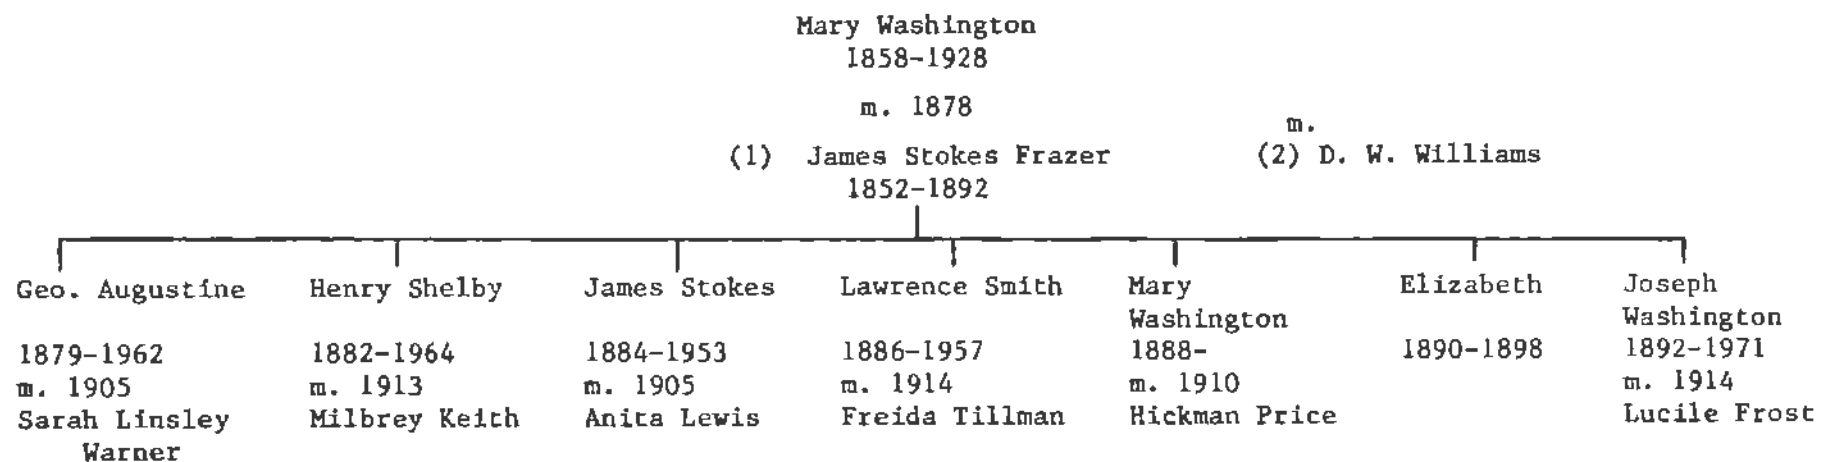 Mary Washington
1858-1928
m. 1878
m.
(1) James Stokes Frazer
(2) D. W. Williams
1852-1892
Geo. Augustine
1879-1962
m. 1905
Sarah Linsley
Warner
Henry Shelby
1882-1964
m. 1913
Milbrey Keith
James Stokes
1884-1953
m. 1905
Anita Lewis
Lawrence Smith
1886-1957
m. 1914
Freida Tillman
Mary
Washington
1888-
m. 1910
Hickman Price
Elizabeth
1890-1898
Joseph
Washington
1892-1971
m. 1914
Lucile Frost